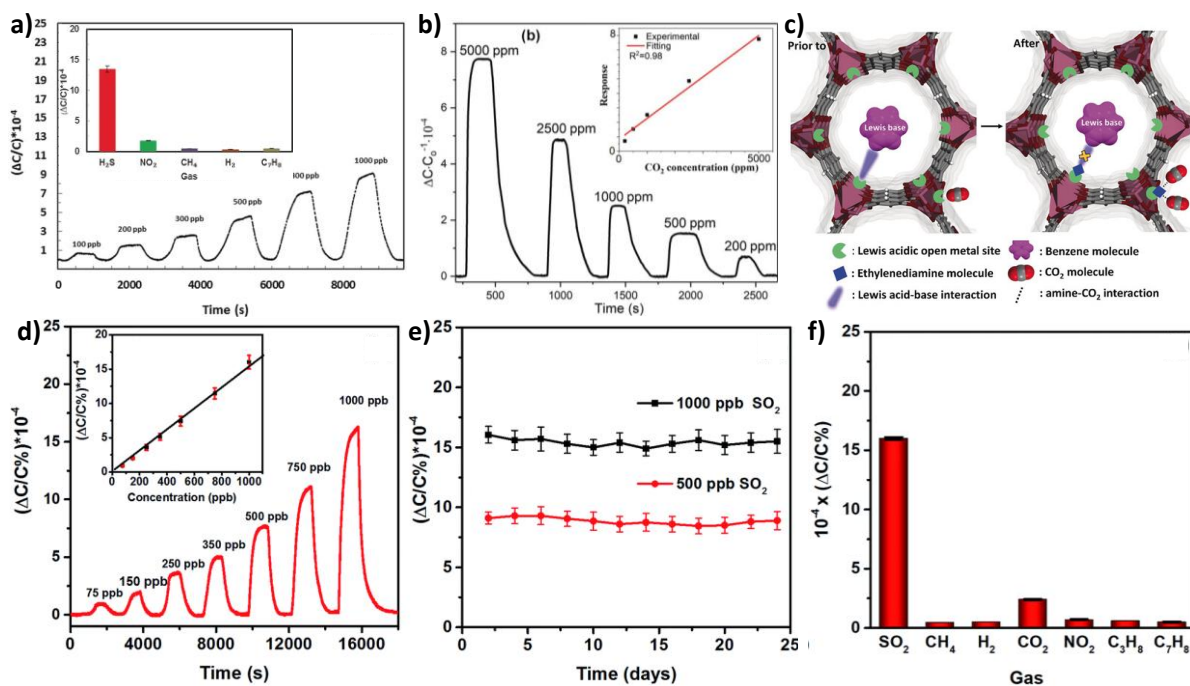 a)
(ΔC/C)*10⁻⁴
25
23
21
19
17
15
13
11
9
7
5
3
1
(ΔC/C)*10⁻⁴
15
10
5
0
H₂S NO₂ CH₄ H₂ C₇H₈
Gas
100 ppb
200 ppb
300 ppb
500 ppb
800 ppb
1000 ppb
0 2000 4000 6000 8000
Time (s)
b)
(b)
ΔC·C₀⁻¹·10⁻⁴
8
6
4
2
0
5000 ppm
2500 ppm
1000 ppm
500 ppm
200 ppm
Experimental
Fitting
R²=0.98
Response
8
4
0
5000
CO₂ concentration (ppm)
500 1000 1500 2000 2500
Time (s)
c)
Prior to
After
Lewis base
Lewis base
: Lewis acidic open metal site
: Benzene molecule
: Ethylenediamine molecule
: CO₂ molecule
: Lewis acid-base interaction
: amine-CO₂ interaction
d)
(ΔC/C%)*10⁻⁴
25
20
15
10
5
0
(ΔC/C%)*10⁻⁴
20
15
10
5
0
0 200 400 600 800 1000
Concentration (ppb)
75 ppb
150 ppb
250 ppb
350 ppb
500 ppb
750 ppb
1000 ppb
0 4000 8000 12000 16000
Time (s)
e)
(ΔC/C%)*10⁻⁴
25
20
15
10
5
0
1000 ppb SO₂
500 ppb SO₂
0 5 10 15 20 25
Time (days)
f)
10⁻⁴ x (ΔC/C%)
25
20
15
10
5
0
SO₂ CH₄ H₂ CO₂ NO₂ C₃H₈ C₇H₈
Gas